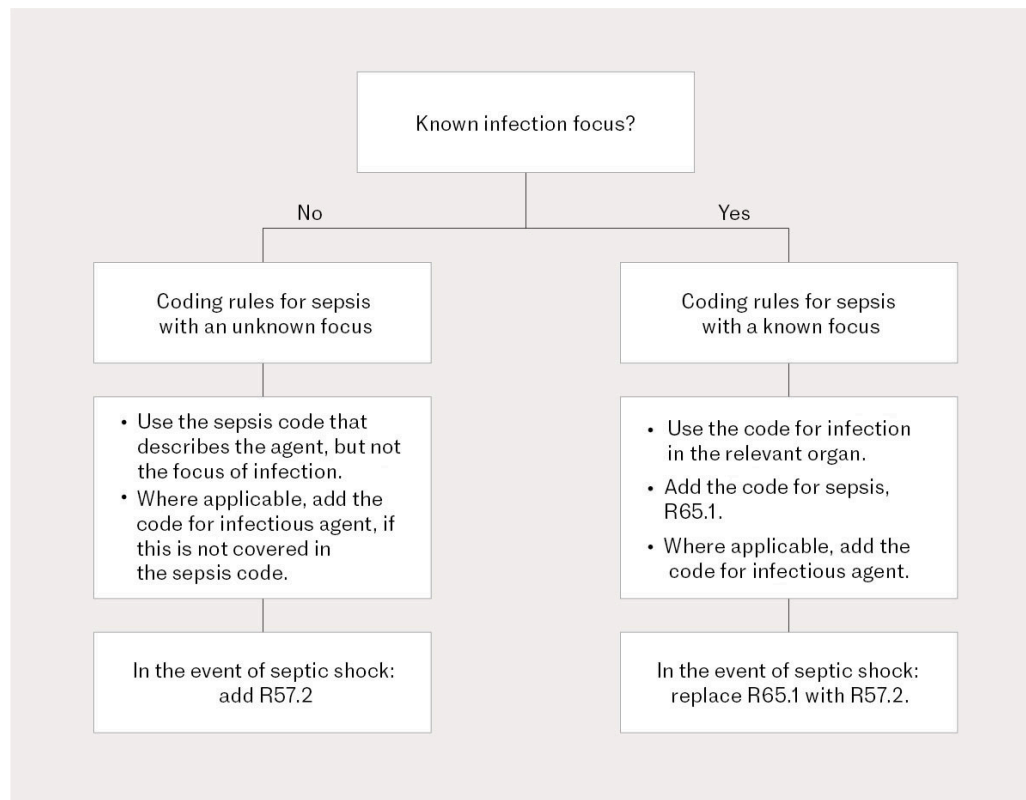 Known infection focus?
No
Yes
Coding rules for sepsis
with an unknown focus
• Use the sepsis code that
describes the agent, but not
the focus of infection.
• Where applicable, add the
code for infectious agent, if
this is not covered in
the sepsis code.
In the event of septic shock:
add R57.2
Coding rules for sepsis
with a known focus
• Use the code for infection
in the relevant organ.
• Add the code for sepsis,
R65.1.
• Where applicable, add the
code for infectious agent.
In the event of septic shock:
replace R65.1 with R57.2.